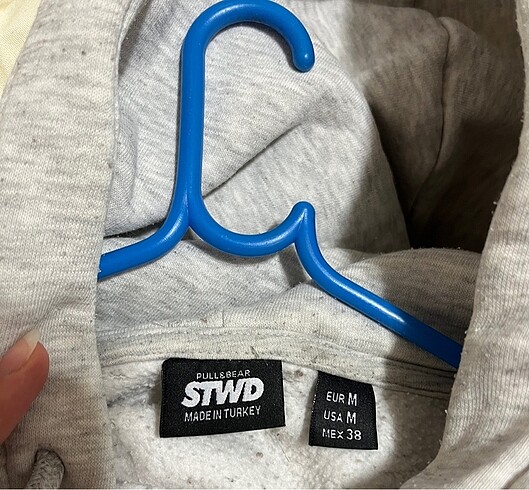 PULL&BEAR
STWD
MADE IN TURKEY
EUR M
USA M
MEX 38